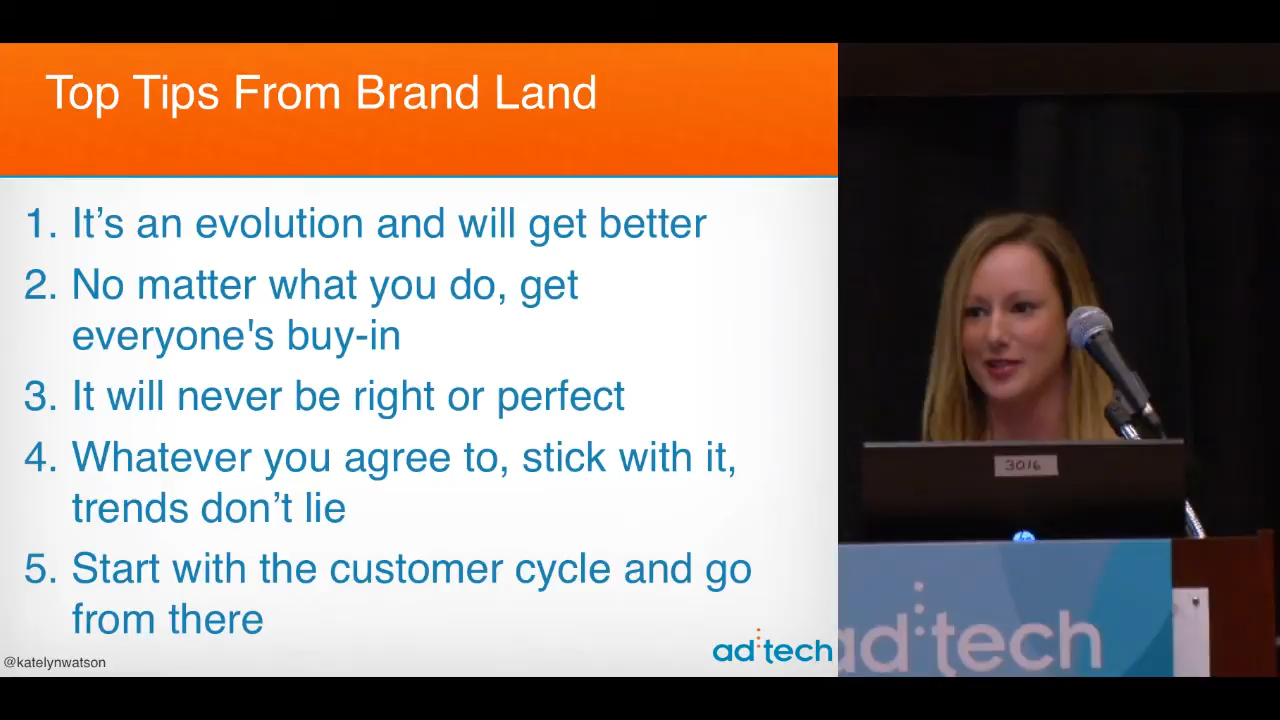 Top Tips From Brand Land
1. It’s an evolution and will get better
2. No matter what you do, get
everyone's buy-in
3. It will never be right or perfect
4. Whatever you agree to, stick with it,
trends don’t lie
5. Start with the customer cycle and go
from there
@katelynwatson
ad:tech
3016
hp
ad:tech